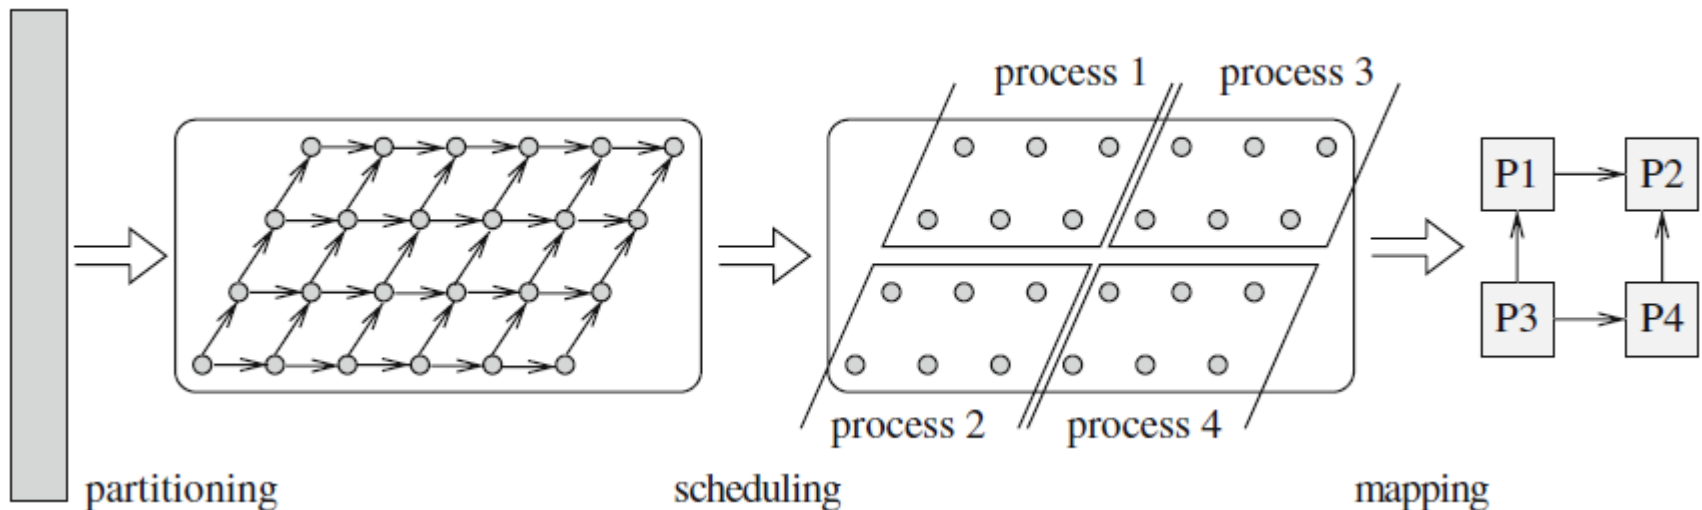 process 1
process 3
P1
P2
P3
P4
process 2
process 4
partitioning
scheduling
mapping